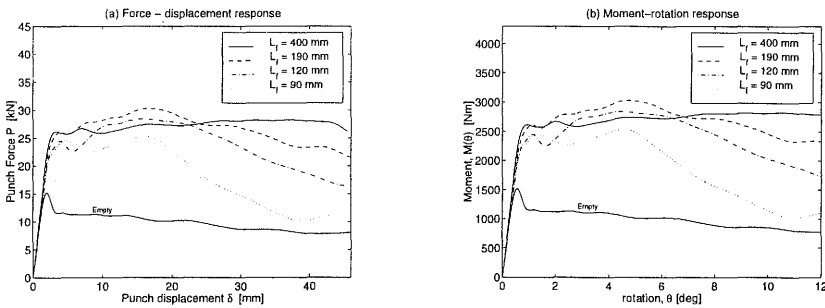 (a) Force – displacement response
45
40
35
30
25
20
15
10
5
0
Punch Force P [kN]
L_f = 400 mm
L_f = 190 mm
L_f = 120 mm
L_f = 90 mm
Empty
0
10
20
30
40
Punch displacement δ [mm]
(b) Moment–rotation response
4000
3500
3000
2500
2000
1500
1000
500
0
Moment, M(θ) [Nm]
L_f = 400 mm
L_f = 190 mm
L_f = 120 mm
L_f = 90 mm
Empty
0
2
4
6
8
10
12
rotation, θ [deg]